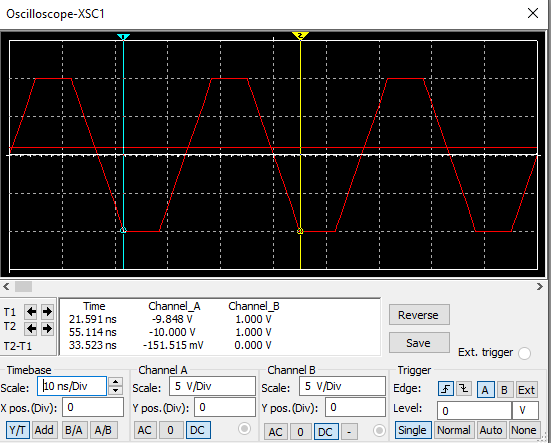 Oscilloscope-XSC1
1 2
Time Channel_A Channel_B
T1 21.591 ns -9.848 V 1.000 V
T2 55.114 ns -10.000 V 1.000 V
T2-T1 33.523 ns -151.515 mV 0.000 V
Reverse
Save
Ext. trigger
Timebase Channel A Channel B Trigger
Scale: 10 ns/Div Scale: 5 V/Div Scale: 5 V/Div Edge: A B Ext
X pos.(Div): 0 Y pos.(Div): 0 Y pos.(Div): 0 Level: 0 V
Y/T Add B/A A/B AC 0 DC AC 0 DC - Single Normal Auto None